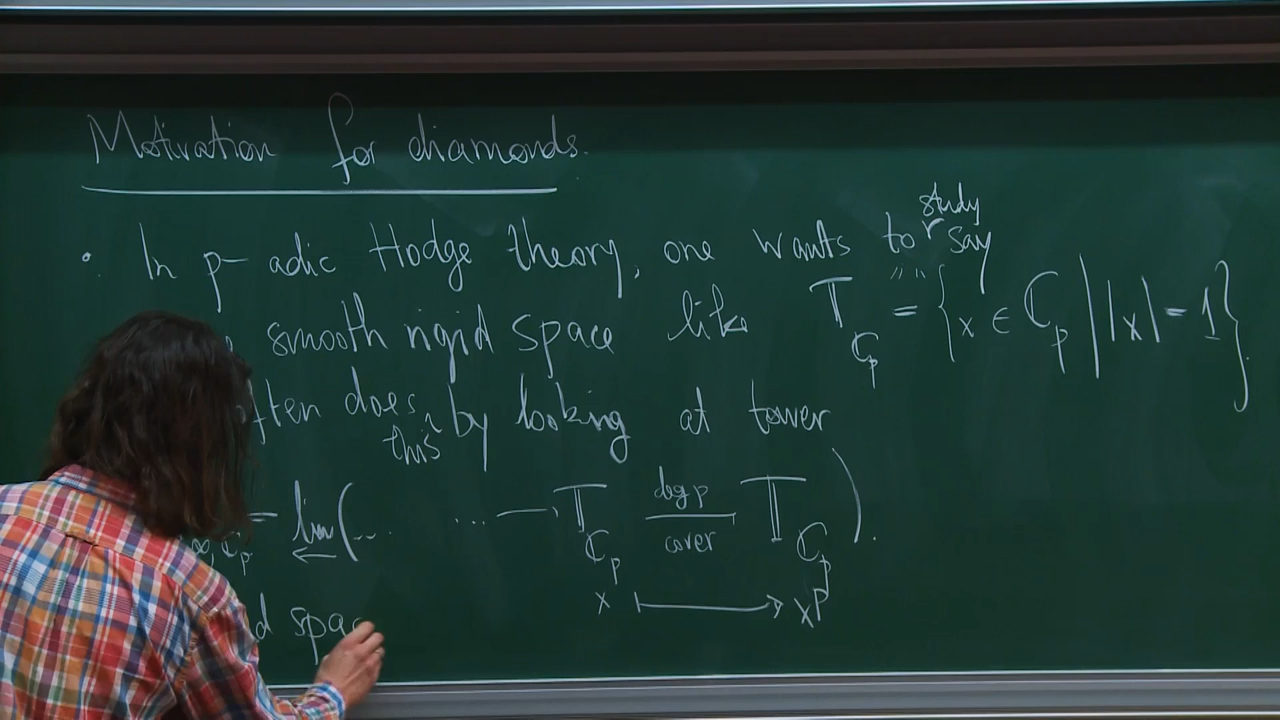 Motivation for diamonds.
• In p-adic Hodge theory, one wants to study say
smooth rigid space like 𝕋_{ℂ_p} "=" {x ∈ ℂ_p | |x| = 1}.
often does this by looking at tower
∞, ℂ_p = lim← (... ... → 𝕋_{ℂ_p} —deg p cover— 𝕋_{ℂ_p}).
x ↦ x^p
d spac